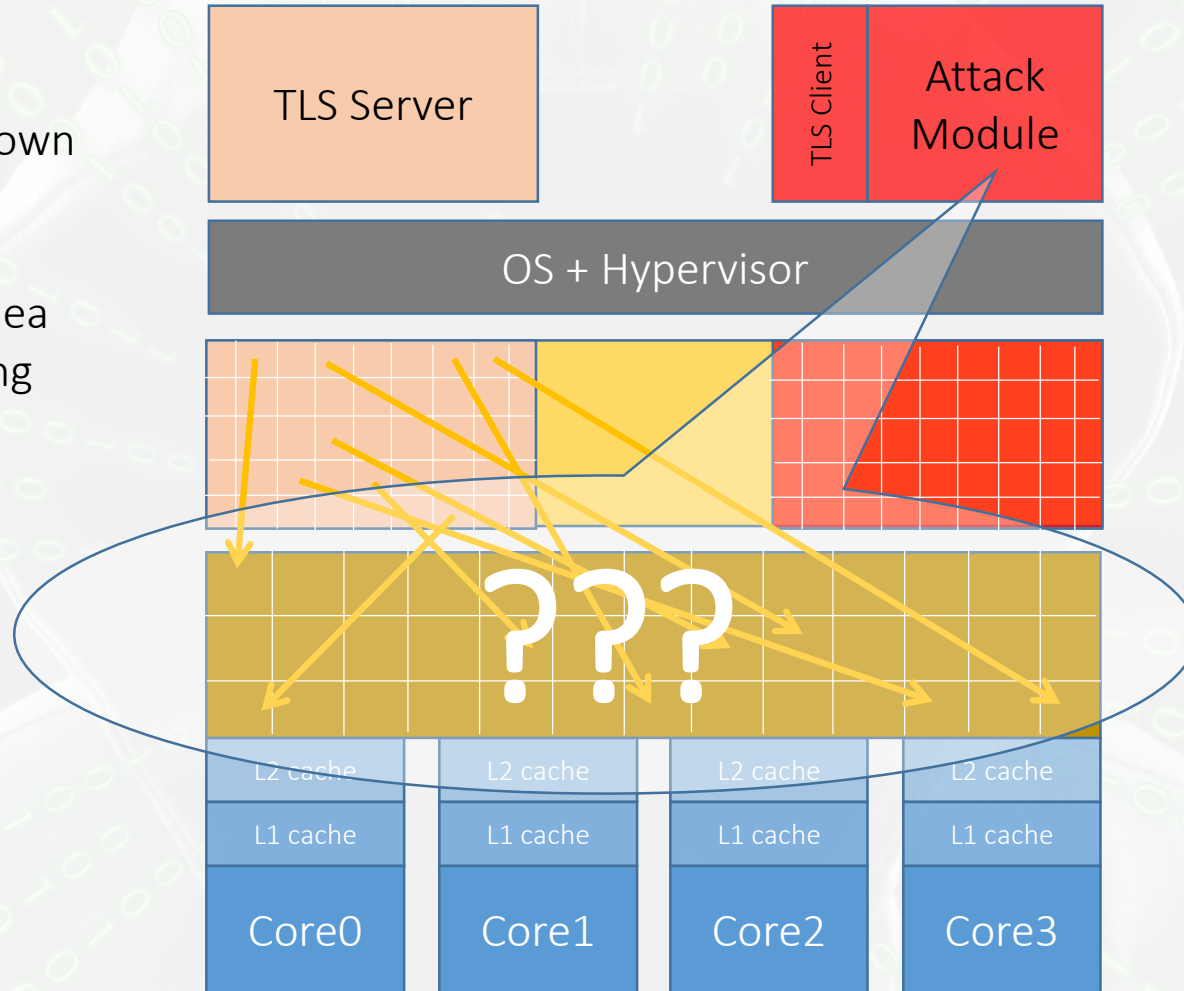 own
ea
ng
TLS Server
TLS Client
Attack
Module
OS + Hypervisor
???
L2 cache L2 cache L2 cache L2 cache
L1 cache L1 cache L1 cache L1 cache
Core0 Core1 Core2 Core3